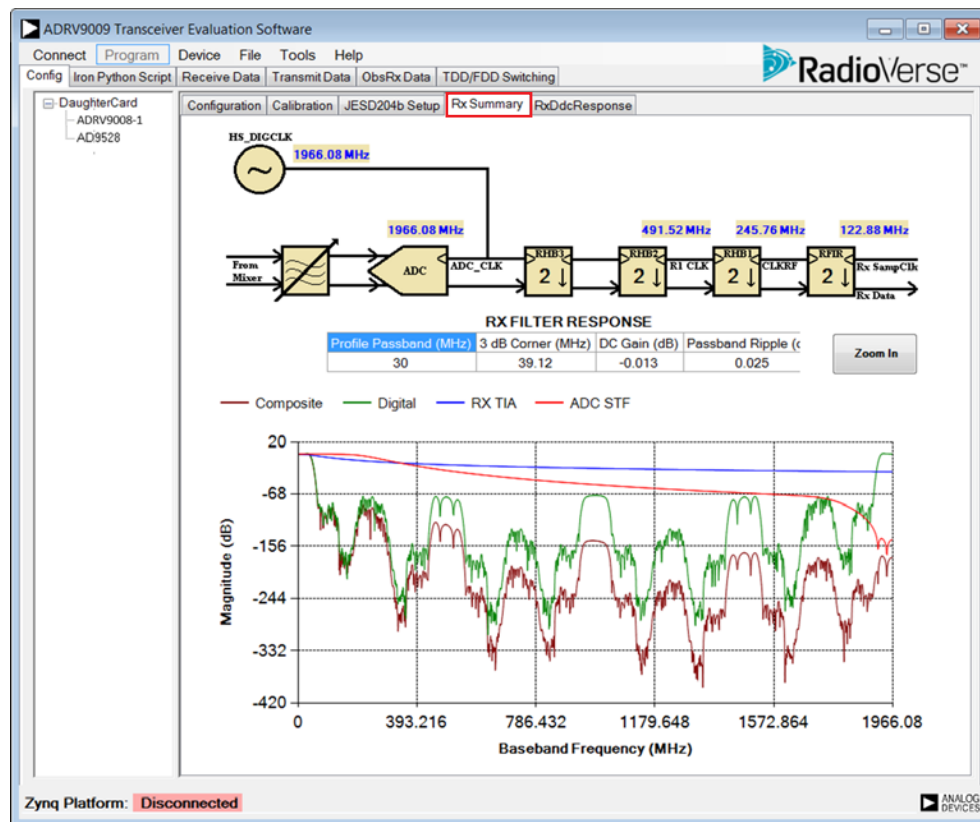 ADRV9009 Transceiver Evaluation Software
Connect Program Device File Tools Help
RadioVerse™
Config Iron Python Script Receive Data Transmit Data ObsRx Data TDD/FDD Switching
DaughterCard
ADRV9008-1
AD9528
Configuration Calibration JESD204b Setup Rx Summary RxDdcResponse
HS_DIGCLK
1966.08 MHz
1966.08 MHz 491.52 MHz 245.76 MHz 122.88 MHz
From
Mixer
ADC
ADC_CLK
RHB3
2 ↓
RHB2
2 ↓
R1 CLK
RHB1
2 ↓
CLKRF
RFIR
2 ↓
Rx SampClk
Rx Data
RX FILTER RESPONSE
Profile Passband (MHz) 3 dB Corner (MHz) DC Gain (dB) Passband Ripple (c
30 39.12 -0.013 0.025
Zoom In
Composite Digital RX TIA ADC STF
20
-68
-156
-244
-332
-420
Magnitude (dB)
0 393.216 786.432 1179.648 1572.864 1966.08
Baseband Frequency (MHz)
Zynq Platform: Disconnected
ANALOG
DEVICES